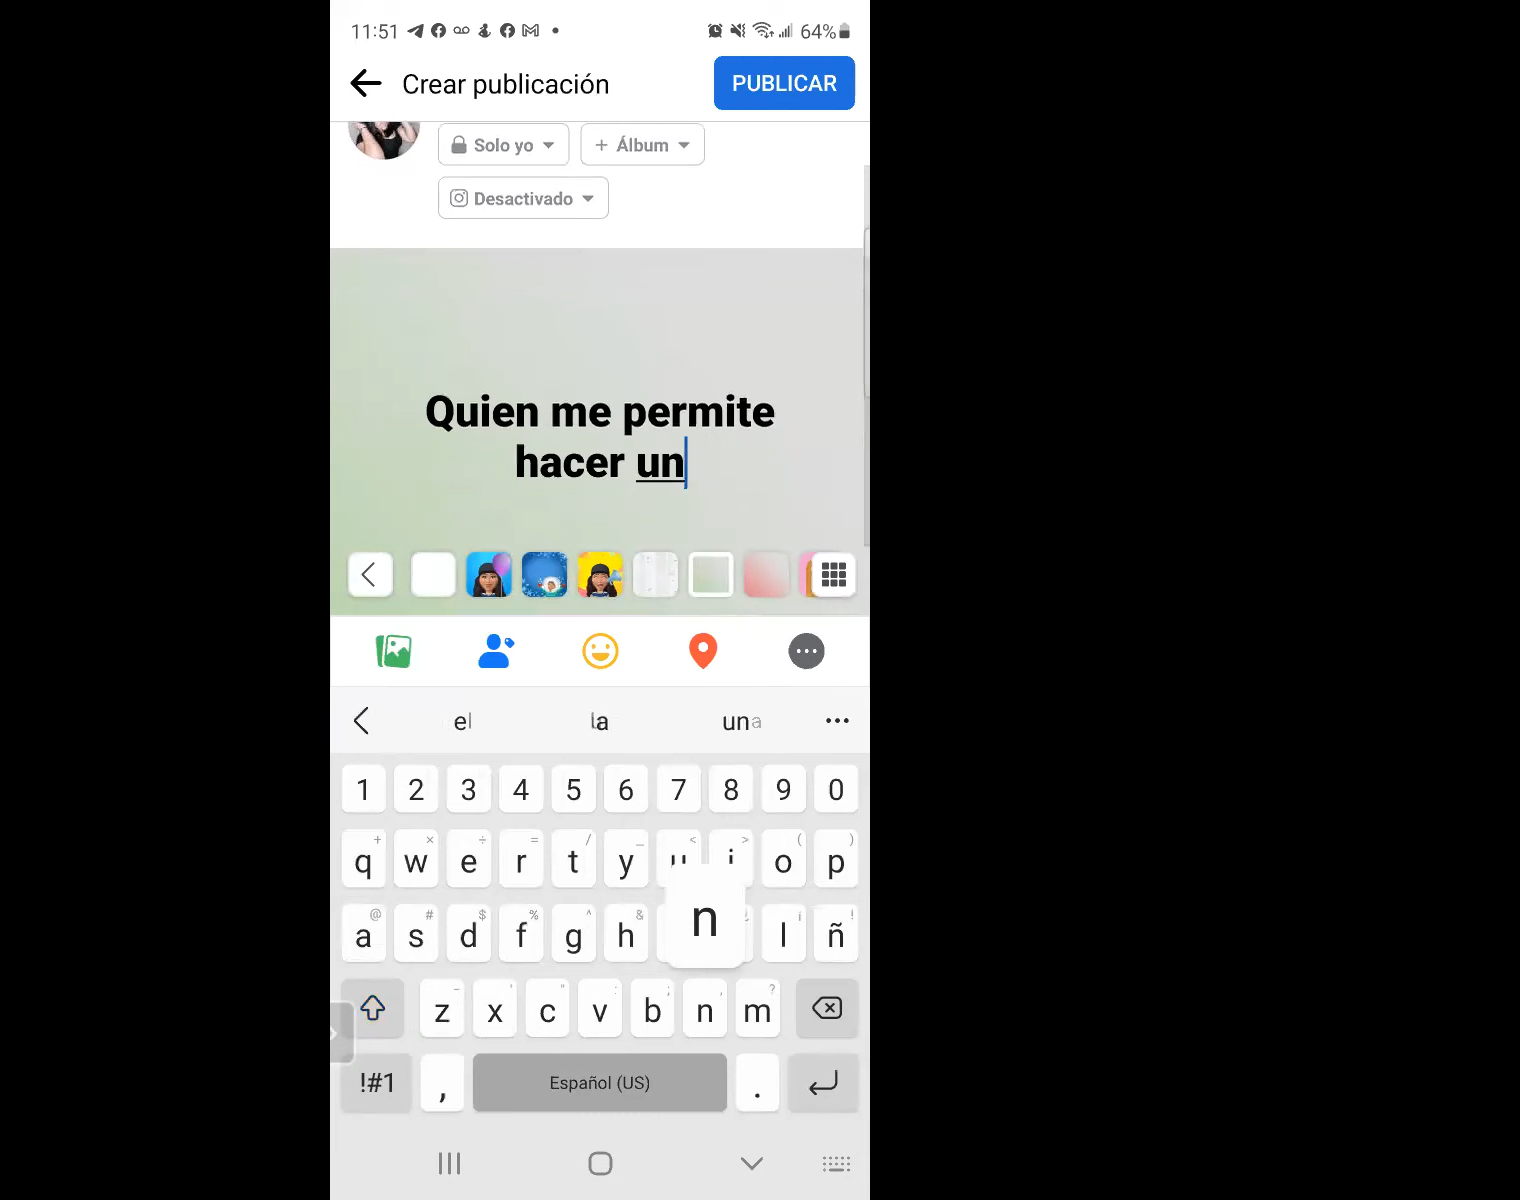 11:51
64%
Crear publicación
PUBLICAR
Solo yo
+ Álbum
Desactivado
Quien me permite
hacer un
el
la
una
1 2 3 4 5 6 7 8 9 0
+ × ÷ = / _ < > ( )
q w e r t y u i o p
@ # $ % ^ & ¡ !
a s d f g h l ñ
n
- ' " : ; , ?
z x c v b n m
!#1 , Español (US) .